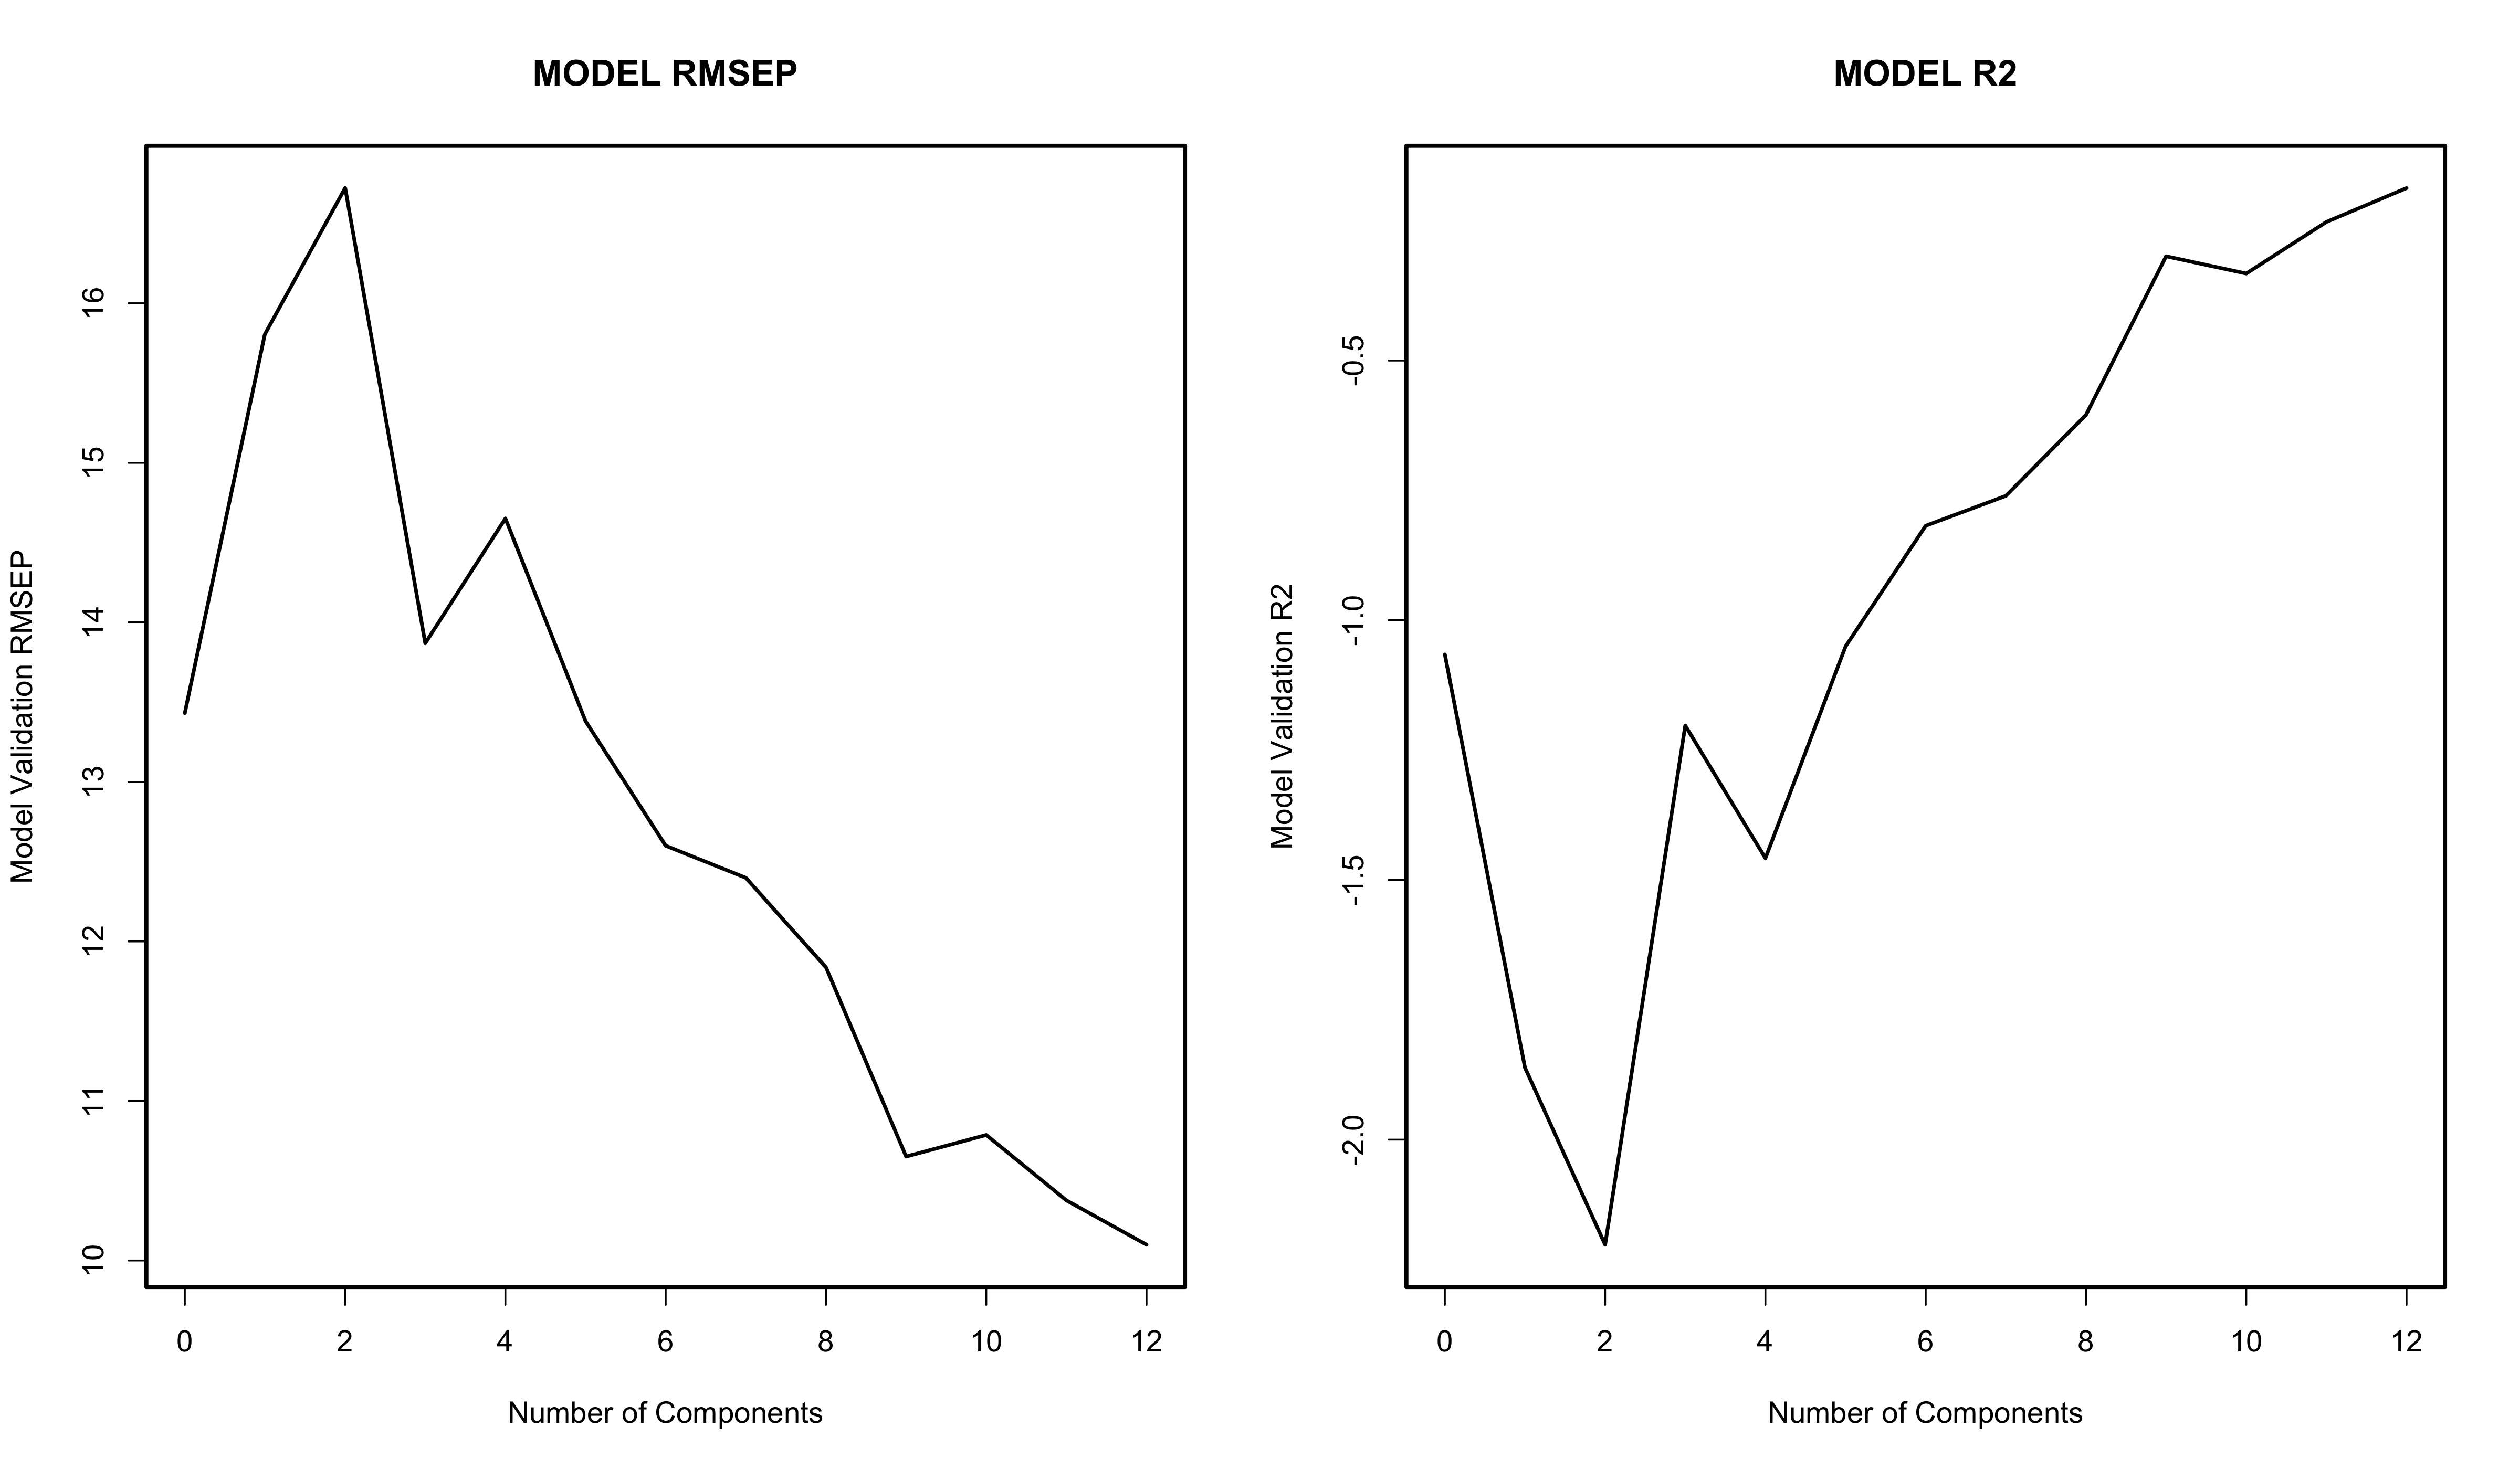 MODEL RMSEP
Model Validation RMSEP
16
15
14
13
12
11
10
0 2 4 6 8 10 12
Number of Components
MODEL R2
Model Validation R2
-0.5
-1.0
-1.5
-2.0
0 2 4 6 8 10 12
Number of Components